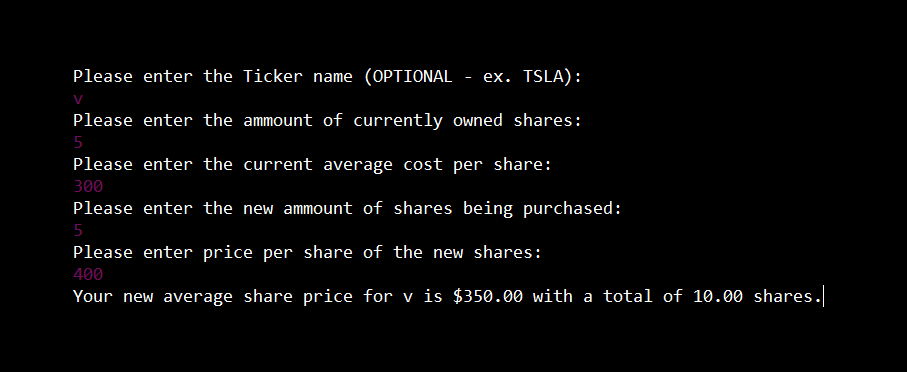 Please enter the Ticker name (OPTIONAL - ex. TSLA):
v
Please enter the ammount of currently owned shares:
5
Please enter the current average cost per share:
300
Please enter the new ammount of shares being purchased:
5
Please enter price per share of the new shares:
400
Your new average share price for v is $350.00 with a total of 10.00 shares.